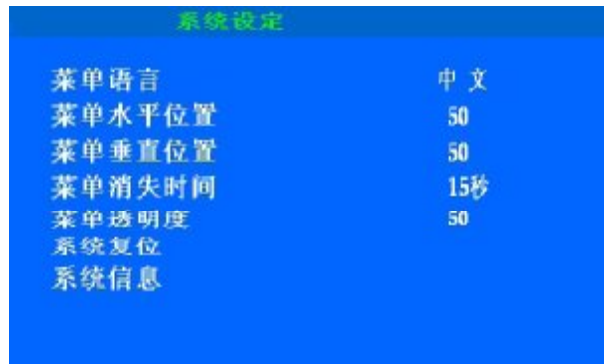 系统设定
菜单语言 中文
菜单水平位置 50
菜单垂直位置 50
菜单消失时间 15秒
菜单透明度 50
系统复位
系统信息